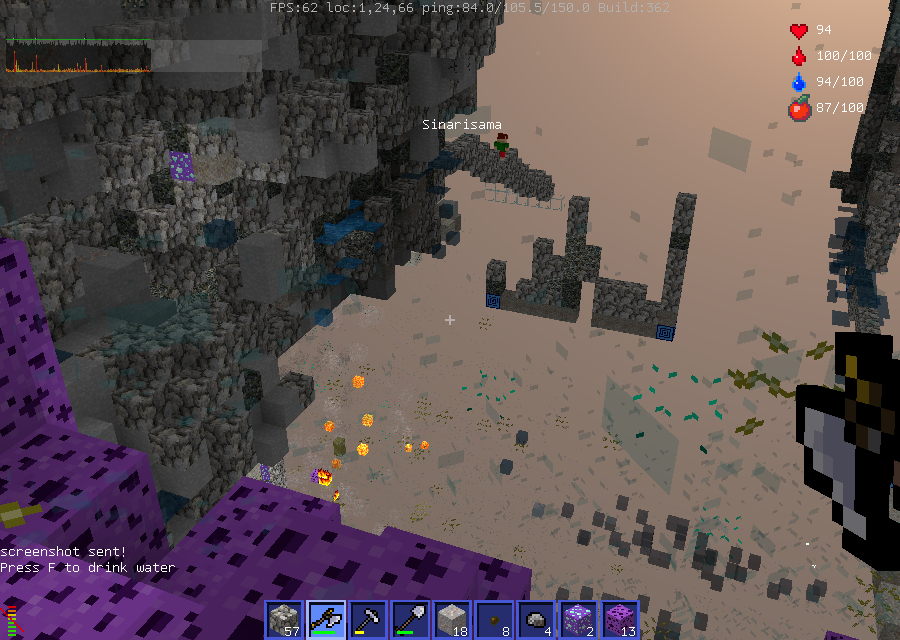 FPS:62 loc:1,24,66 ping:84.0/105.5/150.0 Build:362
94
100/100
94/100
87/100
Sinarisama
screenshot sent!
Press F to drink water
57 18 8 4 2 13